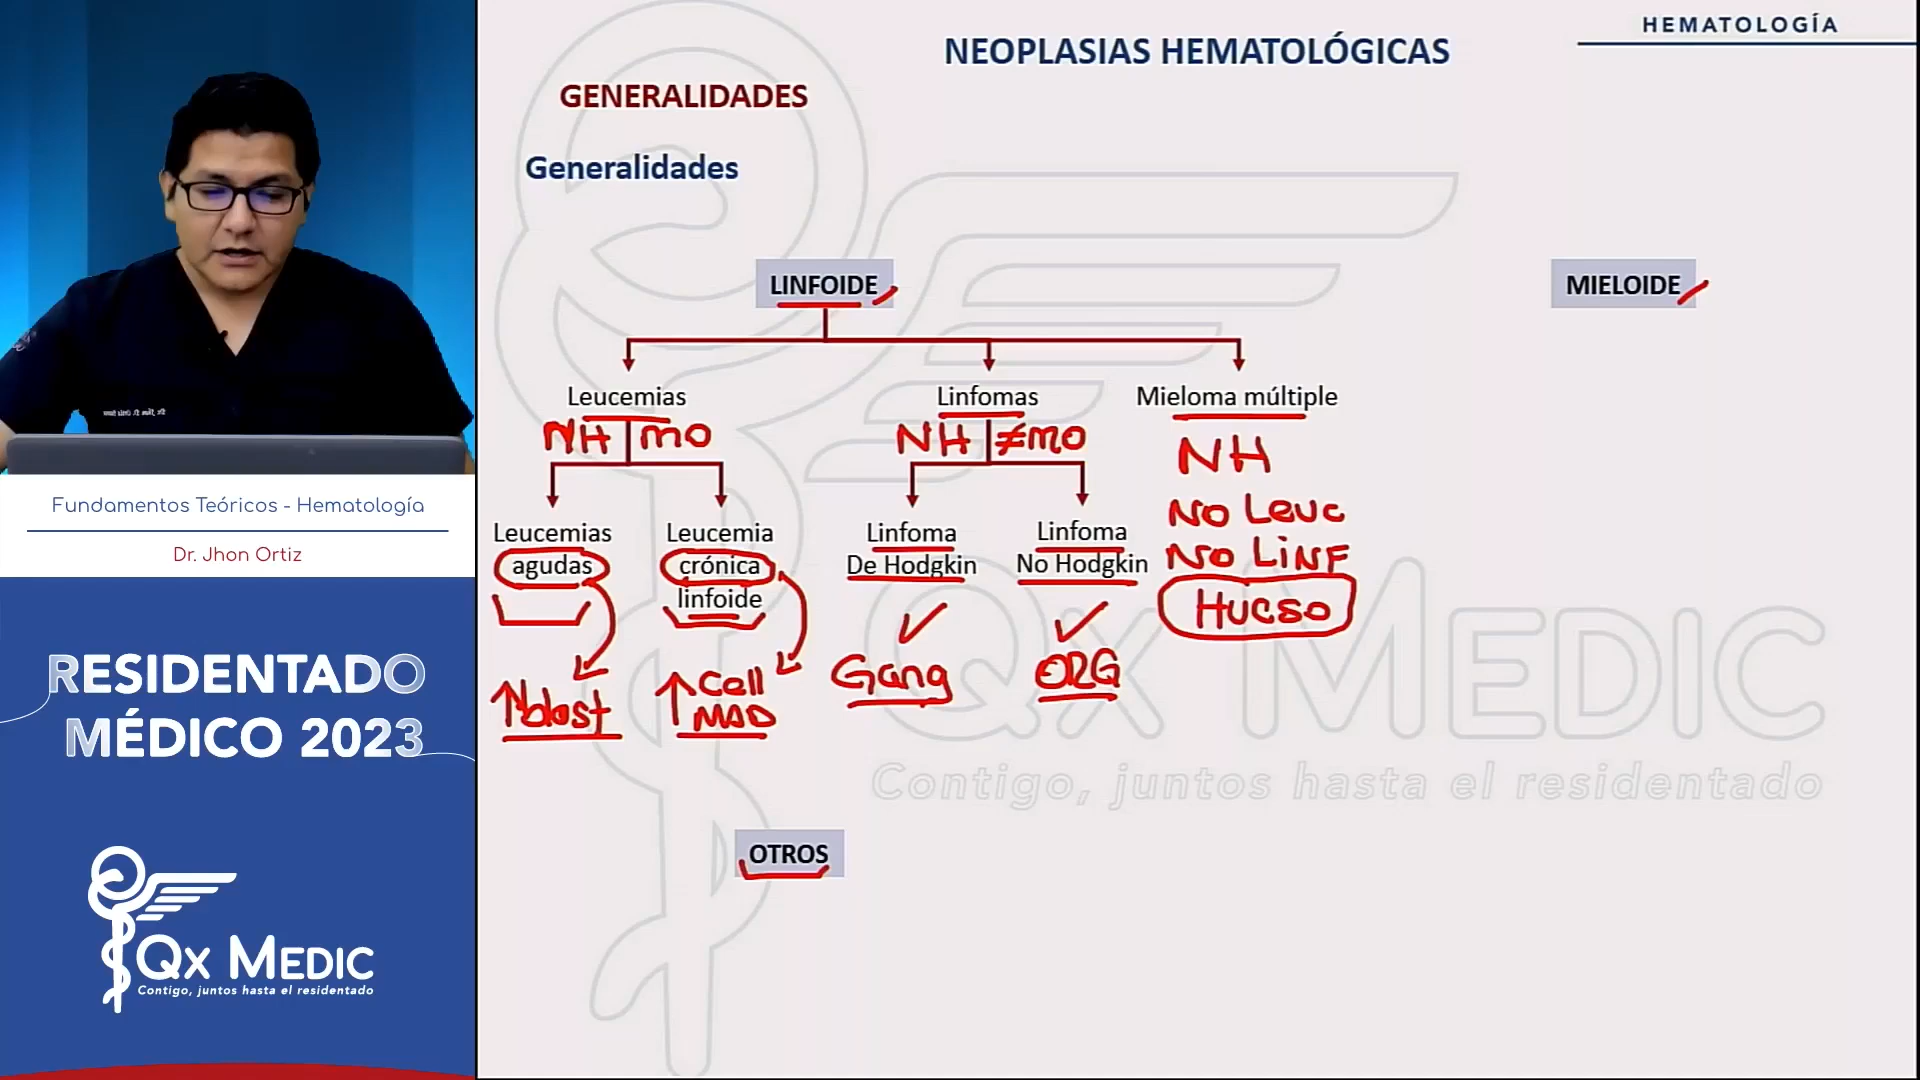 HEMATOLOGÍA
NEOPLASIAS HEMATOLÓGICAS
GENERALIDADES
Generalidades
LINFOIDE
MIELOIDE
Leucemias
Linfomas
Mieloma múltiple
NH mo
NH ≠mo
NH
Leucemias
agudas
Leucemia
crónica
linfoide
Linfoma
De Hodgkin
Linfoma
No Hodgkin
NO Leuc
NO LINF
Hueso
↑blast
↑Cell
MAD
Gang
ORG
OTROS
Fundamentos Teóricos - Hematología
Dr. Jhon Ortiz
RESIDENTADO
MÉDICO 2023
QX MEDIC
Contigo, juntos hasta el residentado
QX MEDIC
Contigo, juntos hasta el residentado